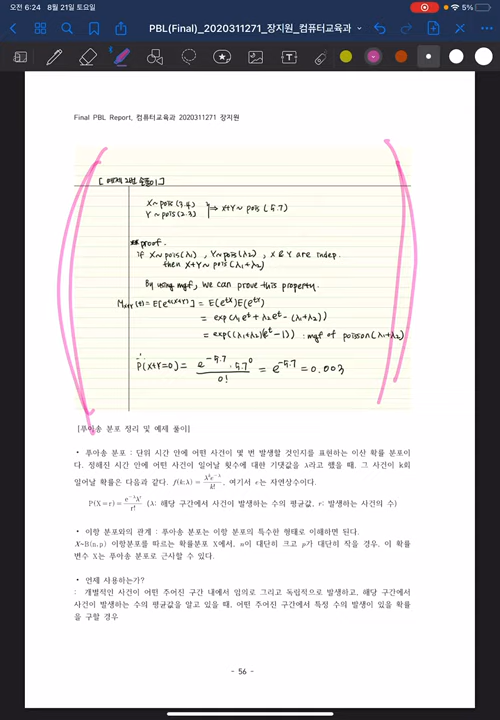 오전 6:24 8월 21일 토요일
5%
PBL(Final)_2020311271_장지원_컴퓨터교육과
Final PBL Report, 컴퓨터교육과 2020311271 장지원
X~pois(3.4)
Y~pois(2.3) ⇒ X+Y ~ pois(5.7)
proof.
if X~pois(λ₁), Y~pois(λ₂), X & Y are indep.
then X+Y ~ pois(λ₁+λ₂)
By using mgf, we can prove this property.
M_{X+Y}(t) = E[e^{t(X+Y)}] = E(e^{tX})E(e^{tY})
= exp(λ₁e^t + λ₂e^t - (λ₁+λ₂))
= exp((λ₁+λ₂)(e^t-1)) : mgf of poisson(λ₁+λ₂)
∴ P(X+Y=0) = \frac{e^{-5.7} · 5.7^0}{0!} = e^{-5.7} = 0.003
[푸아송 분포 정리 및 예제 풀이]
• 푸아송 분포 : 단위 시간 안에 어떤 사건이 몇 번 발생할 것인지를 표현하는 이산 확률 분포이
다. 정해진 시간 안에 어떤 사건이 일어날 횟수에 대한 기댓값을 λ라고 했을 때, 그 사건이 k회
일어날 확률은 다음과 같다. f(k;λ) = \frac{λ^k e^{-λ}}{k!}, 여기서 e는 자연상수이다.
P(X=r) = \frac{e^{-λ}λ^r}{r!} (λ: 해당 구간에서 사건이 발생하는 수의 평균값, r: 발생하는 사건의 수)
• 이항 분포와의 관계 : 푸아송 분포는 이항 분포의 특수한 형태로 이해하면 된다.
X~B(n.p) 이항분포를 따르는 확률분포 X에서, n이 대단히 크고 p가 대단히 작을 경우, 이 확률
변수 X는 푸아송 분포로 근사할 수 있다.
• 언제 사용하는가?
: 개별적인 사건이 어떤 주어진 구간 내에서 임의로 그리고 독립적으로 발생하고, 해당 구간에서
사건이 발생하는 수의 평균값을 알고 있을 때, 어떤 주어진 구간에서 특정 수의 발생이 있을 확률
을 구할 경우
- 56 -